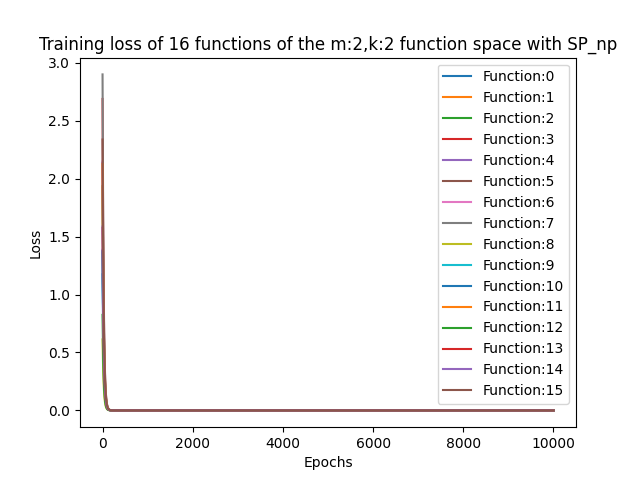 Training loss of 16 functions of the m:2,k:2 function space with SP_np
3.0
2.5
2.0
1.5
1.0
0.5
0.0
Loss
0
2000
4000
6000
8000
10000
Epochs
Function:0
Function:1
Function:2
Function:3
Function:4
Function:5
Function:6
Function:7
Function:8
Function:9
Function:10
Function:11
Function:12
Function:13
Function:14
Function:15